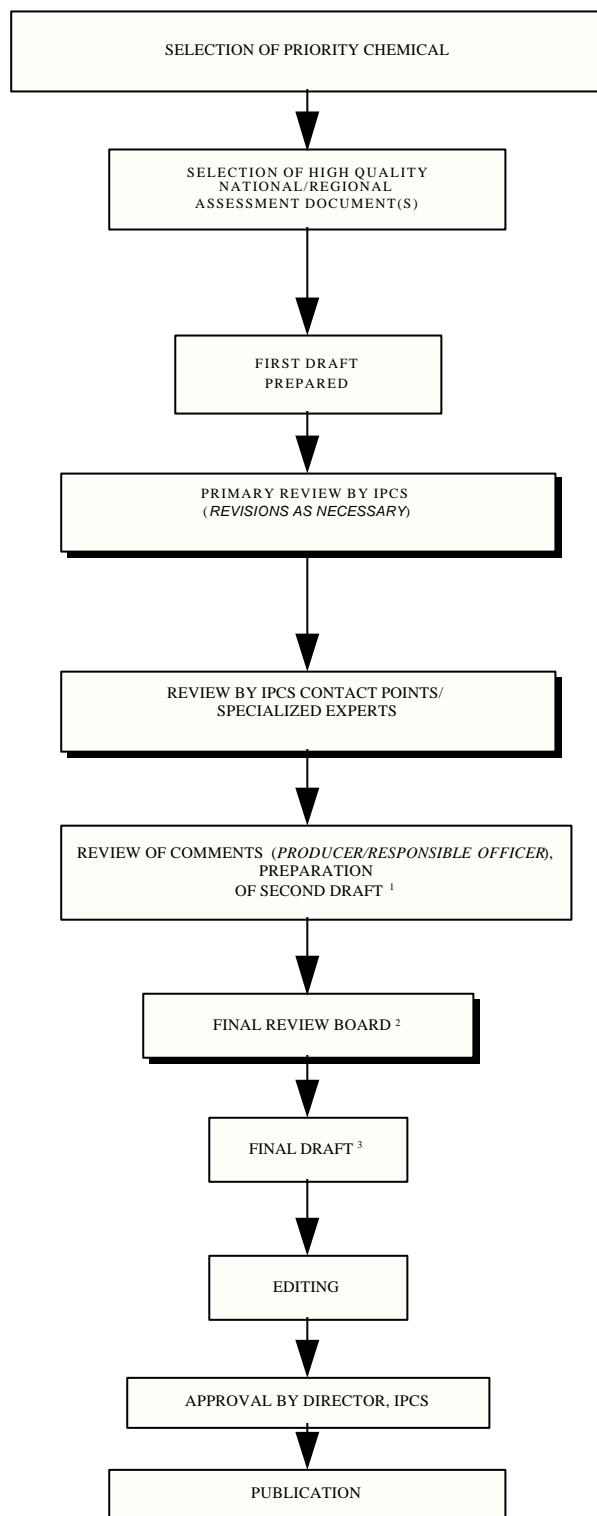 SELECTION OF PRIORITY CHEMICAL
SELECTION OF HIGH QUALITY
NATIONAL/REGIONAL
ASSESSMENT DOCUMENT(S)
FIRST DRAFT
PREPARED
PRIMARY REVIEW BY IPCS
(REVISIONS AS NECESSARY)
REVIEW BY IPCS CONTACT POINTS/
SPECIALIZED EXPERTS
REVIEW OF COMMENTS (PRODUCER/RESPONSIBLE OFFICER),
PREPARATION
OF SECOND DRAFT 1
FINAL REVIEW BOARD 2
FINAL DRAFT 3
EDITING
APPROVAL BY DIRECTOR, IPCS
PUBLICATION